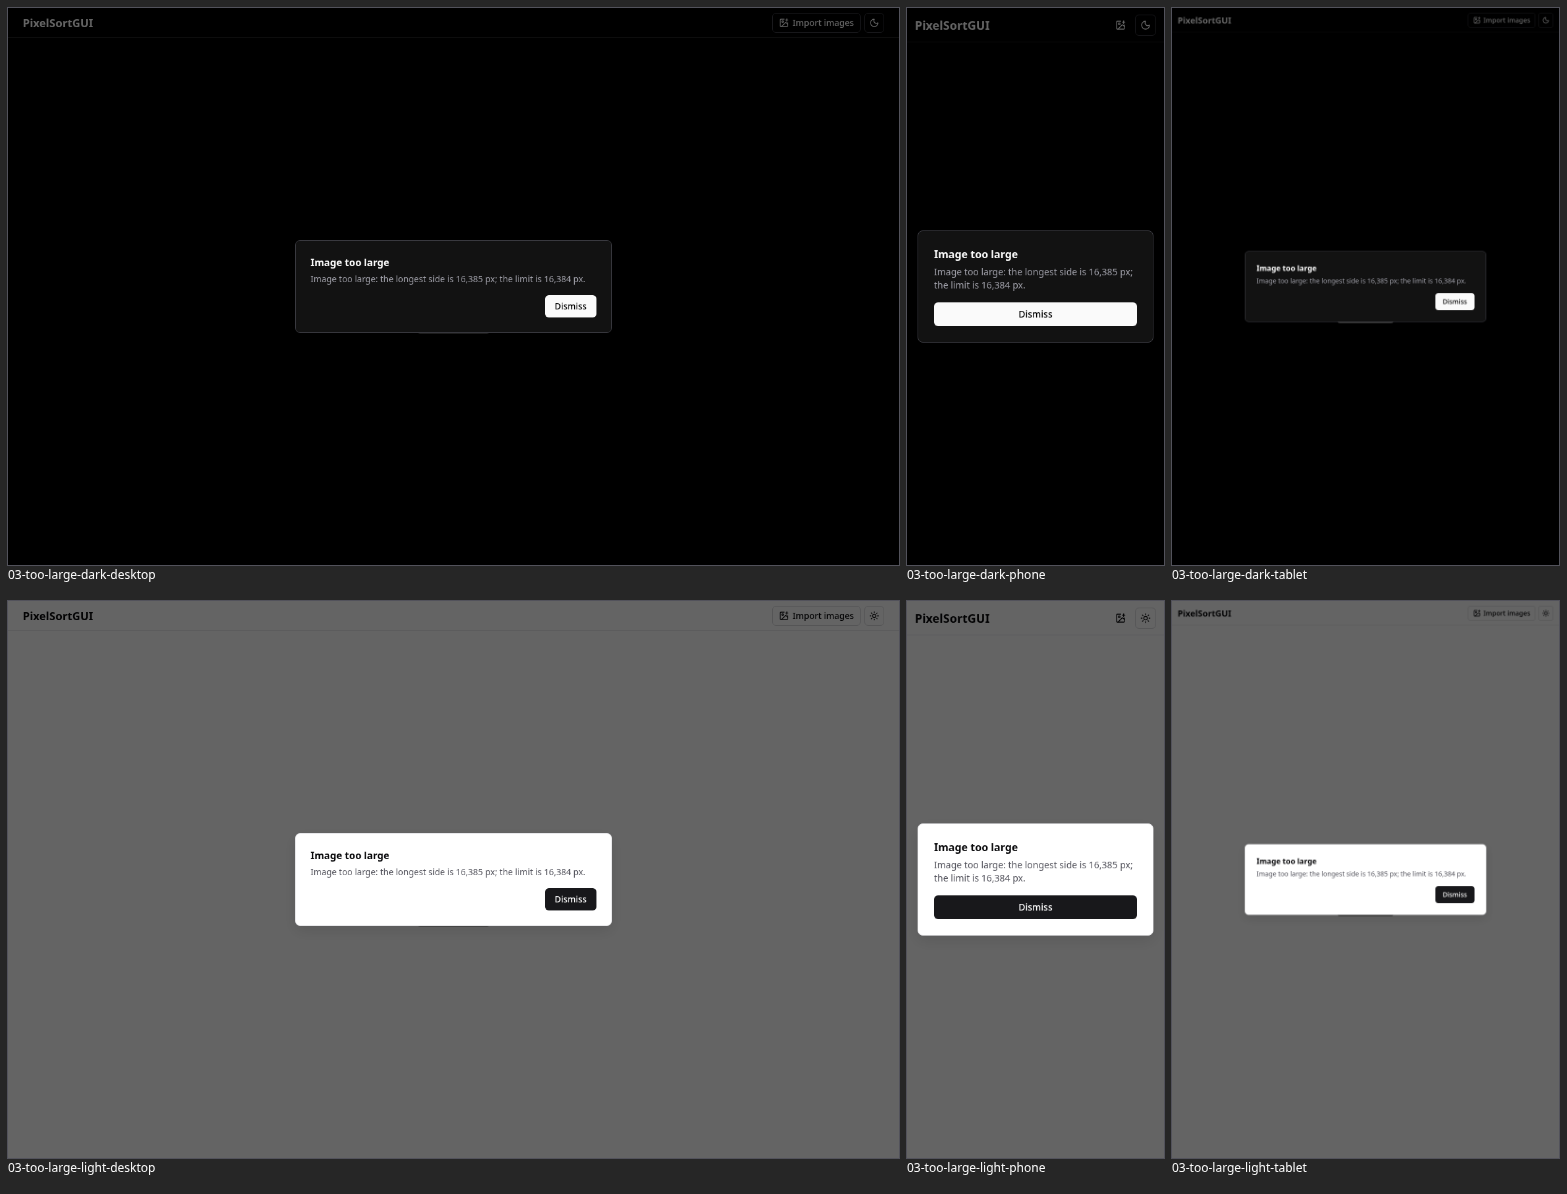 PixelSortGUI
Import images
Image too large
Image too large: the longest side is 16,385 px; the limit is 16,384 px.
Dismiss
03-too-large-dark-desktop
PixelSortGUI
Image too large
Image too large: the longest side is 16,385 px;
the limit is 16,384 px.
Dismiss
03-too-large-dark-phone
PixelSortGUI
Import images
Image too large
Image too large: the longest side is 16,385 px; the limit is 16,384 px.
Dismiss
03-too-large-dark-tablet
PixelSortGUI
Import images
Image too large
Image too large: the longest side is 16,385 px; the limit is 16,384 px.
Dismiss
03-too-large-light-desktop
PixelSortGUI
Image too large
Image too large: the longest side is 16,385 px;
the limit is 16,384 px.
Dismiss
03-too-large-light-phone
PixelSortGUI
Import images
Image too large
Image too large: the longest side is 16,385 px; the limit is 16,384 px.
Dismiss
03-too-large-light-tablet